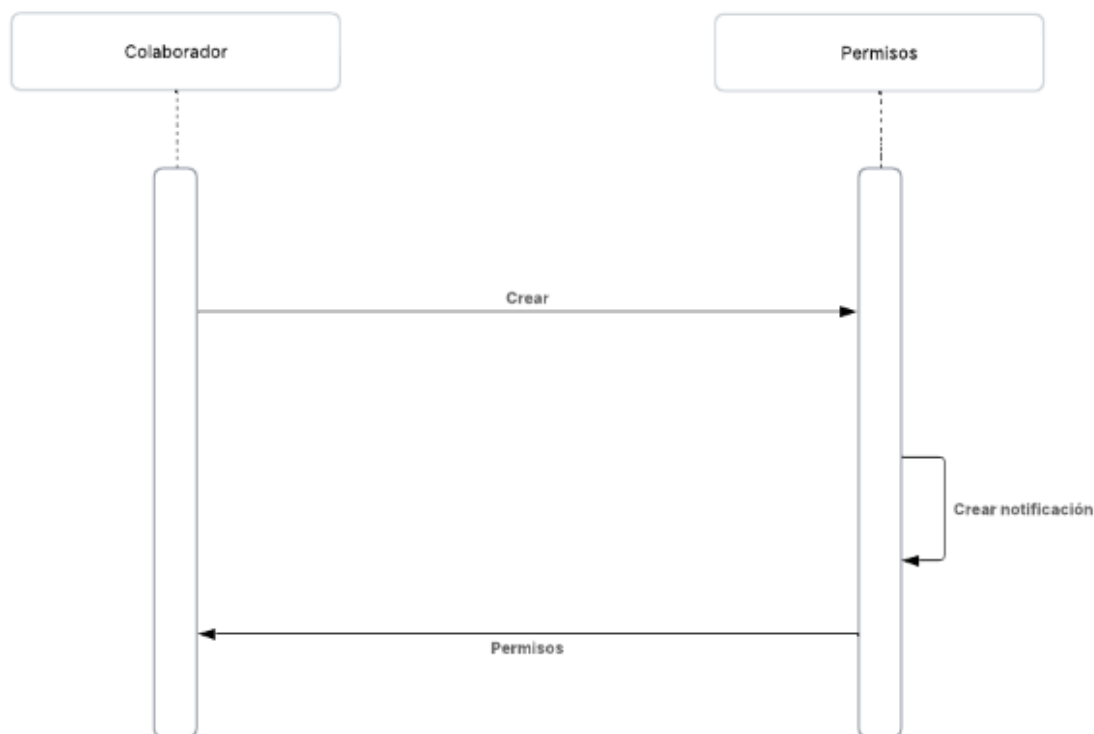 Colaborador
Permisos
Crear
Crear notificación
Permisos